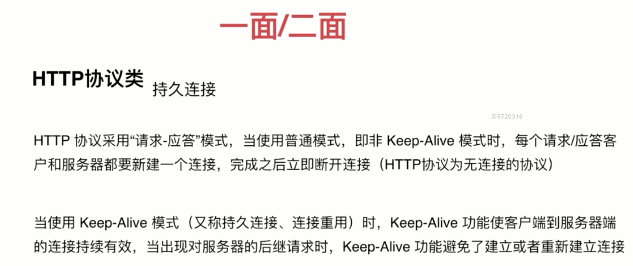 一面/二面
HTTP协议类 持久连接
@5720316
HTTP 协议采用“请求-应答”模式，当使用普通模式，即非 Keep-Alive 模式时，每个请求/应答客
户和服务器都要新建一个连接，完成之后立即断开连接（HTTP协议为无连接的协议）
当使用 Keep-Alive 模式（又称持久连接、连接重用）时，Keep-Alive 功能使客户端到服务器端
的连接持续有效，当出现对服务器的后继请求时，Keep-Alive 功能避免了建立或者重新建立连接